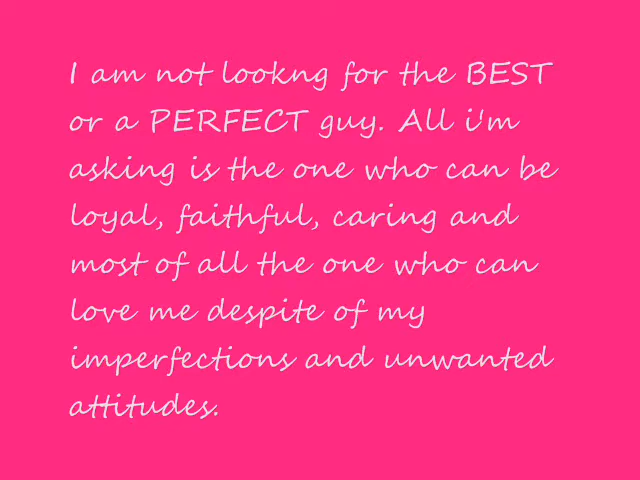 I am not lookng for the BEST
or a PERFECT guy. All i'm
asking is the one who can be
loyal, faithful, caring and
most of all the one who can
love me despite of my
imperfections and unwanted
attitudes.